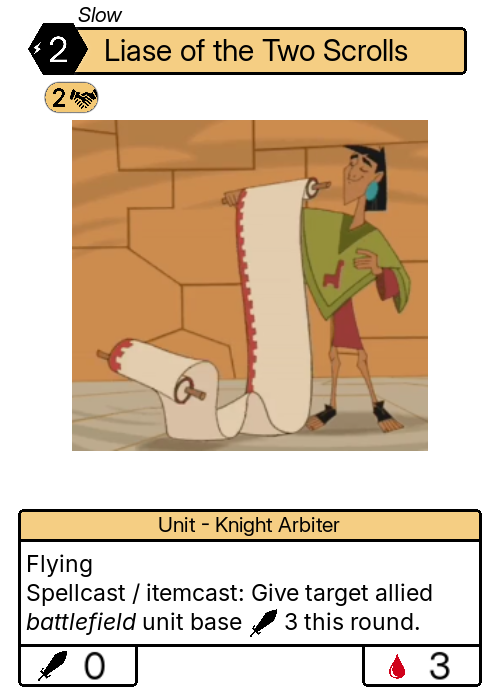 Slow
2 Liase of the Two Scrolls
2
Unit - Knight Arbiter
Flying
Spellcast / itemcast: Give target allied
battlefield unit base 3 this round.
0 3